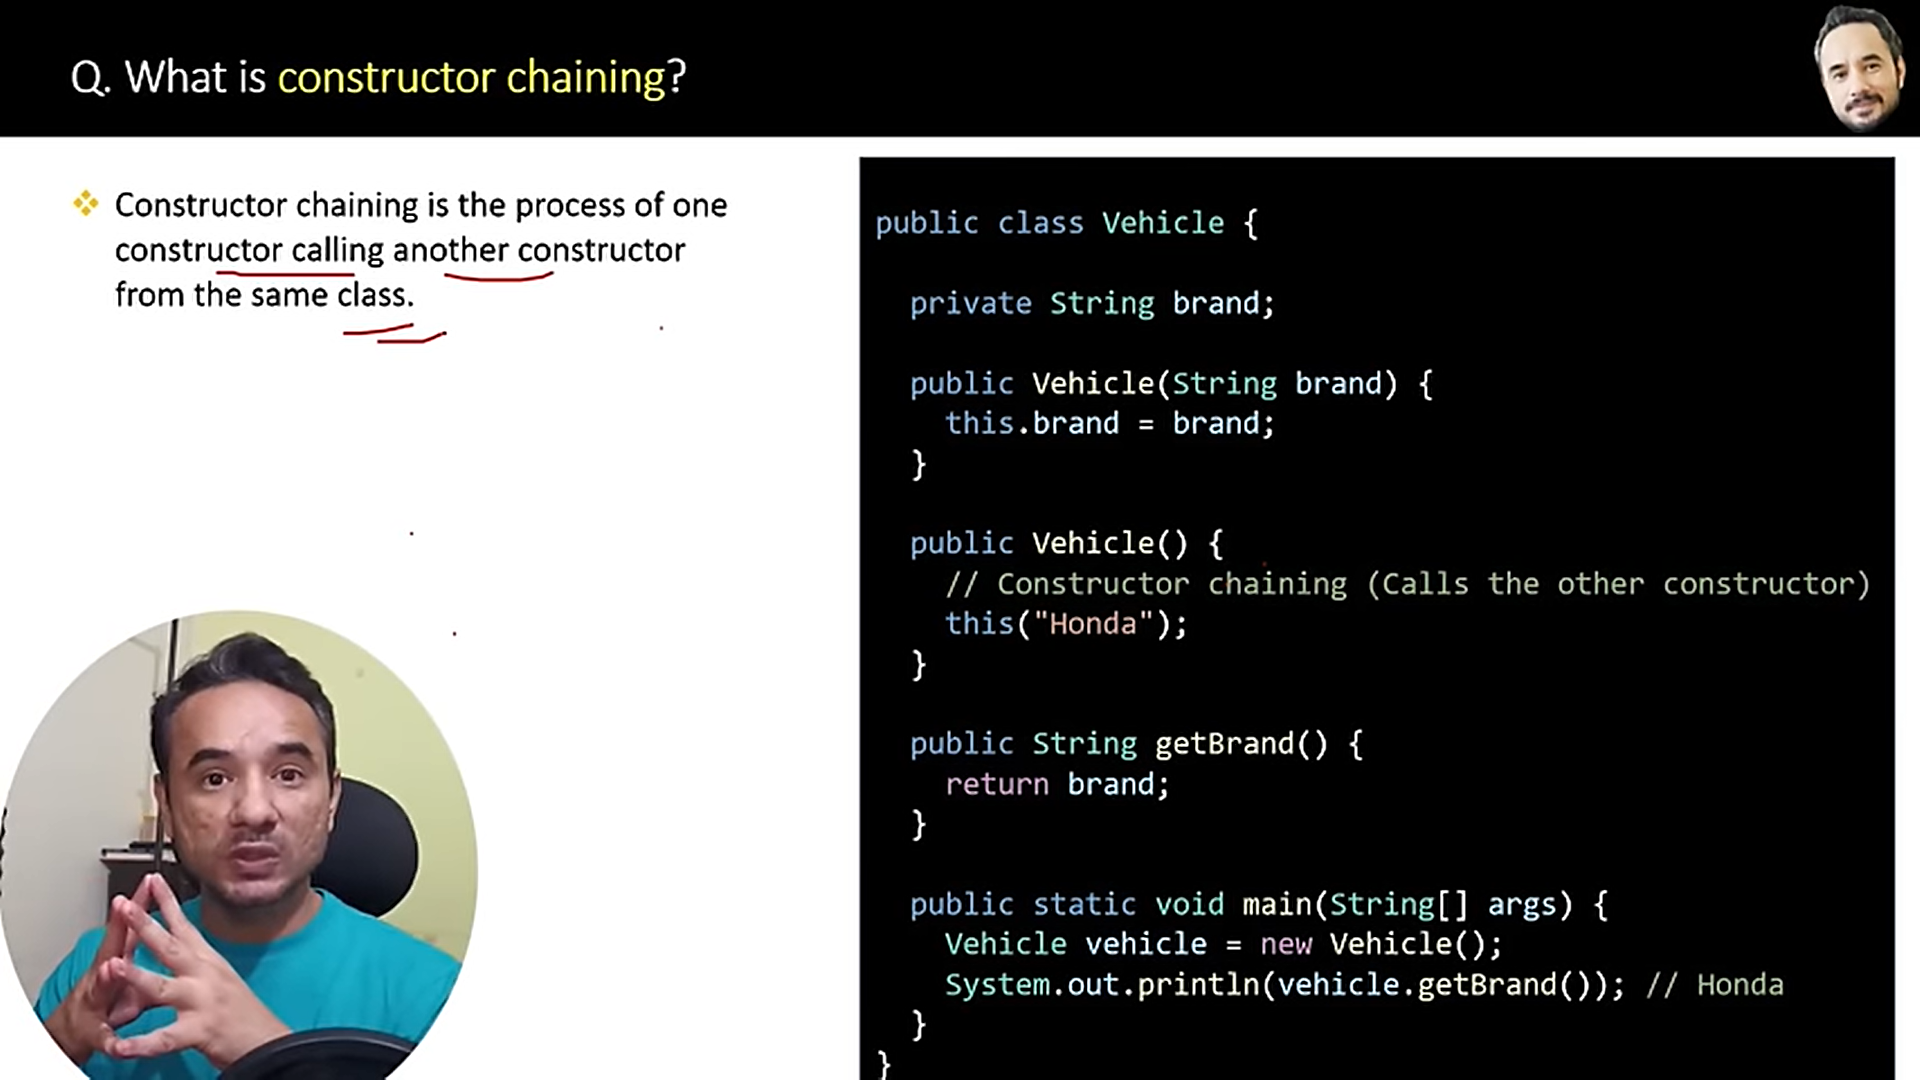 Q. What is constructor chaining?
Constructor chaining is the process of one
constructor calling another constructor
from the same class.
public class Vehicle {
private String brand;
public Vehicle(String brand) {
this.brand = brand;
}
public Vehicle() {
// Constructor chaining (Calls the other constructor)
this("Honda");
}
public String getBrand() {
return brand;
}
public static void main(String[] args) {
Vehicle vehicle = new Vehicle();
System.out.println(vehicle.getBrand()); // Honda
}
}